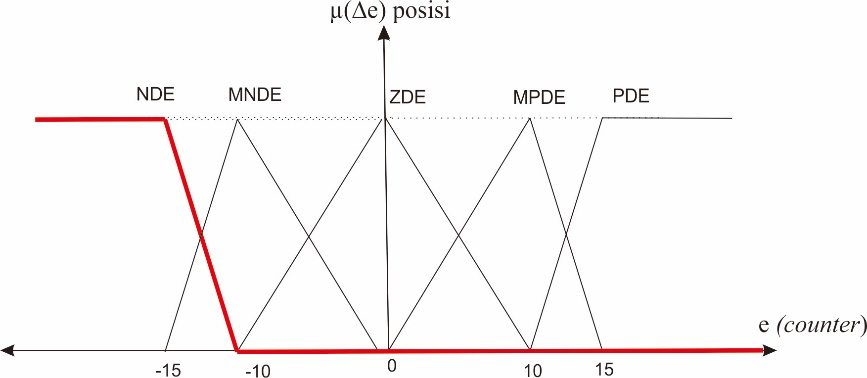 µ(Δe) posisi
NDE MNDE ZDE MPDE PDE
e (counter)
-15 -10 0 10 15